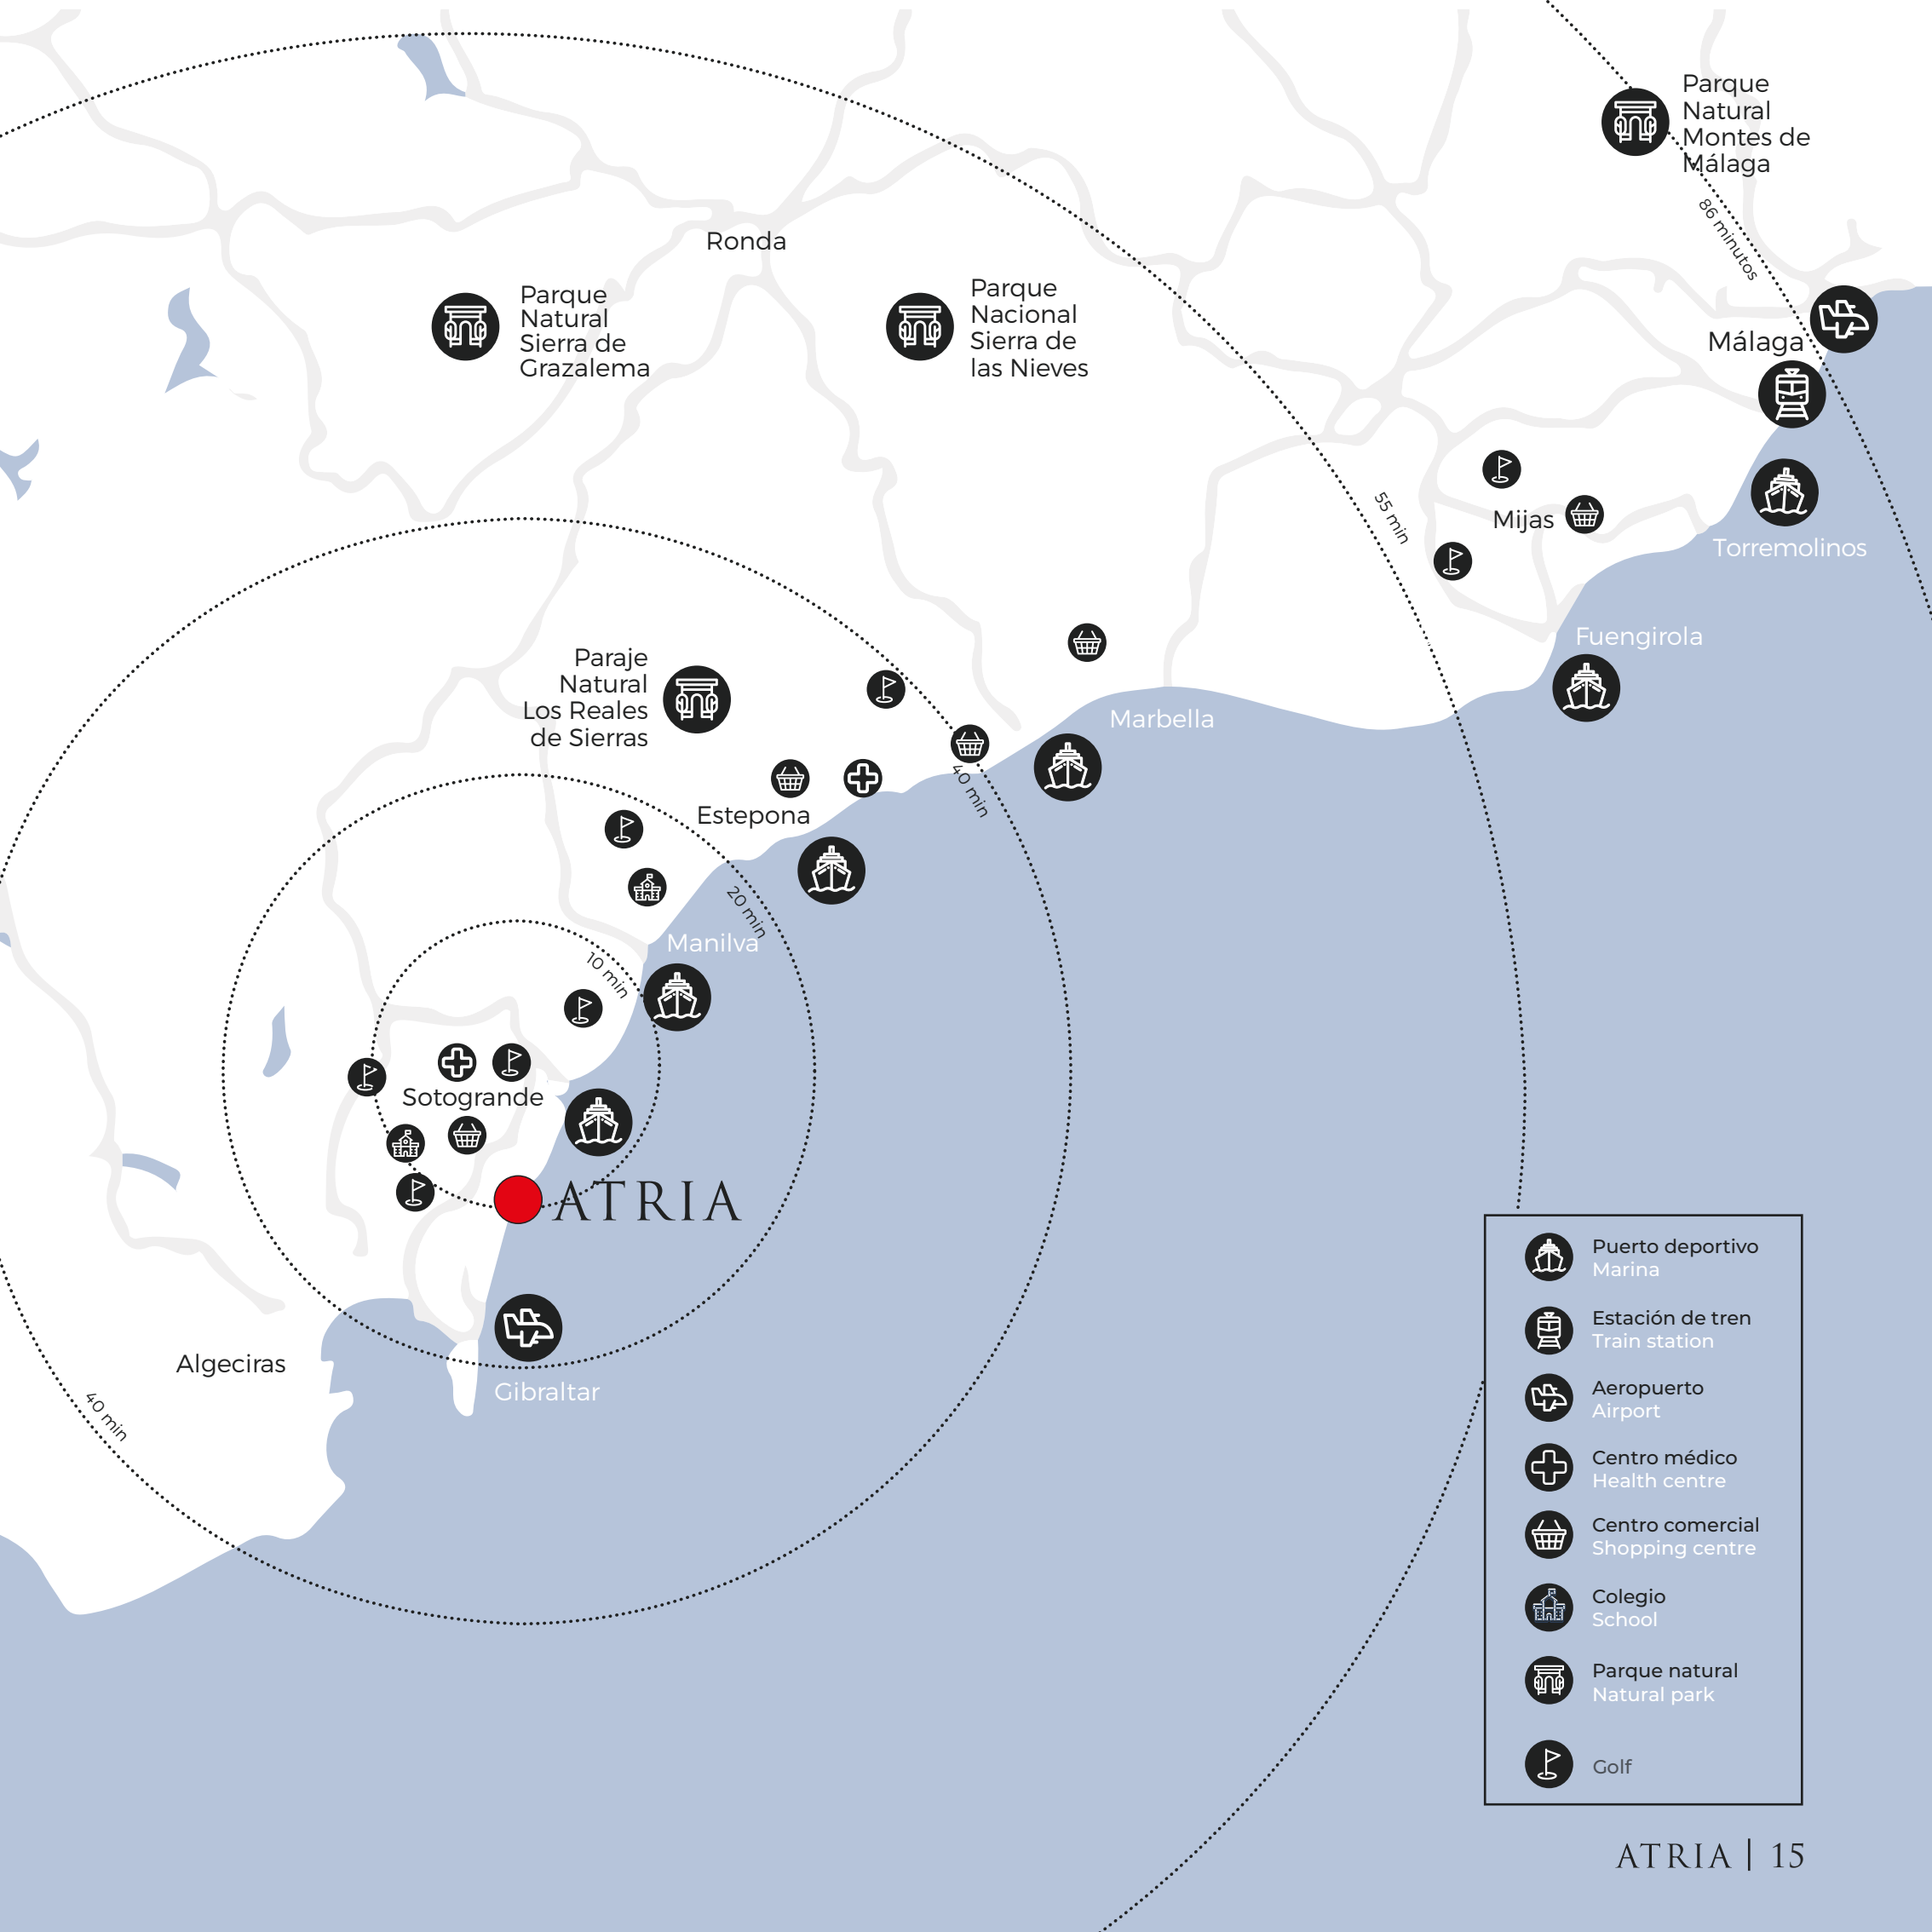 Parque
Natural
Montes de
Málaga
86 minutos
Ronda
Parque
Natural
Sierra de
Grazalema
Parque
Nacional
Sierra de
las Nieves
Málaga
55 min
Mijas
Torremolinos
Fuengirola
Paraje
Natural
Los Reales
de Sierras
Marbella
40 min
Estepona
20 min
Manilva
10 min
Sotogrande
ATRIA
Algeciras
Gibraltar
40 min
Puerto deportivo
Marina
Estación de tren
Train station
Aeropuerto
Airport
Centro médico
Health centre
Centro comercial
Shopping centre
Colegio
School
Parque natural
Natural park
Golf
ATRIA | 15